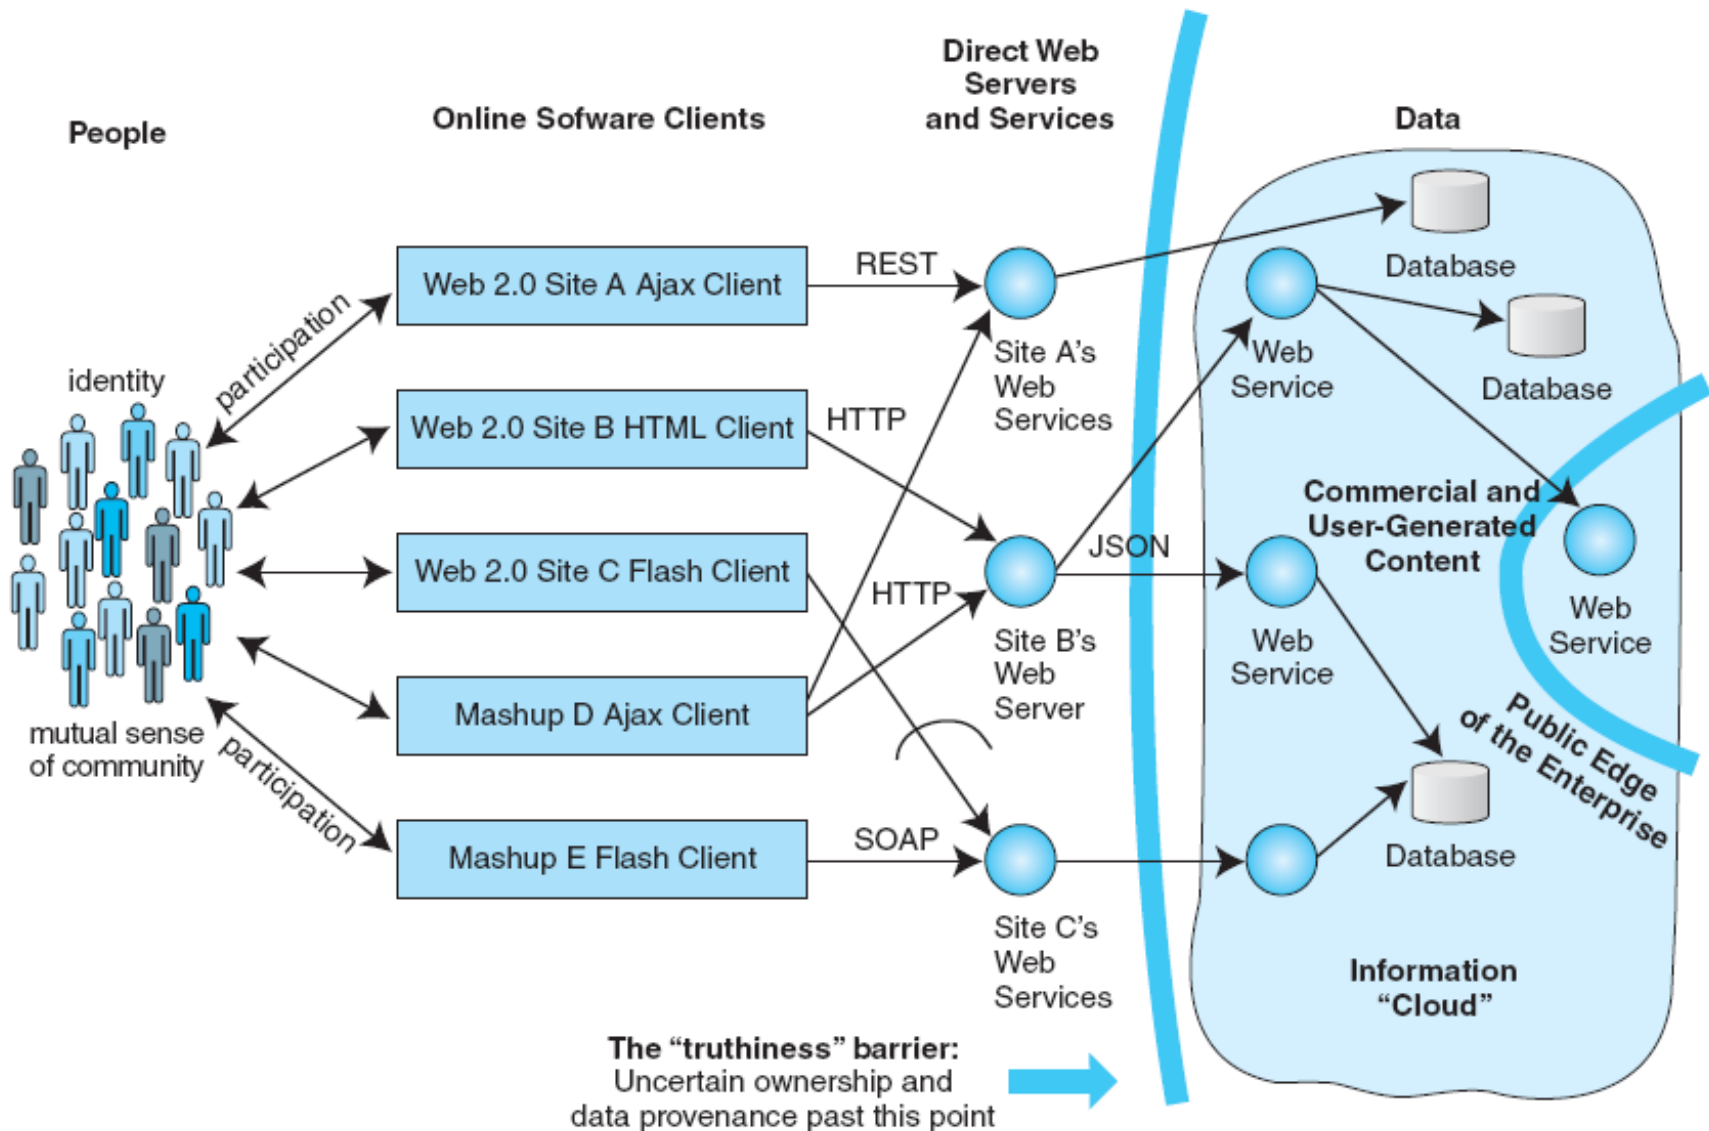 People
Online Sofware Clients
Direct Web
Servers
and Services
Data
identity
participation
mutual sense
of community
participation
Web 2.0 Site A Ajax Client
Web 2.0 Site B HTML Client
Web 2.0 Site C Flash Client
Mashup D Ajax Client
Mashup E Flash Client
REST
HTTP
HTTP
SOAP
Site A's
Web
Services
Site B's
Web
Server
Site C's
Web
Services
JSON
Database
Web
Service
Database
Commercial and
User-Generated
Content
Web
Service
Web
Service
Public Edge
of the Enterprise
Database
Information
“Cloud”
The “truthiness” barrier:
Uncertain ownership and
data provenance past this point